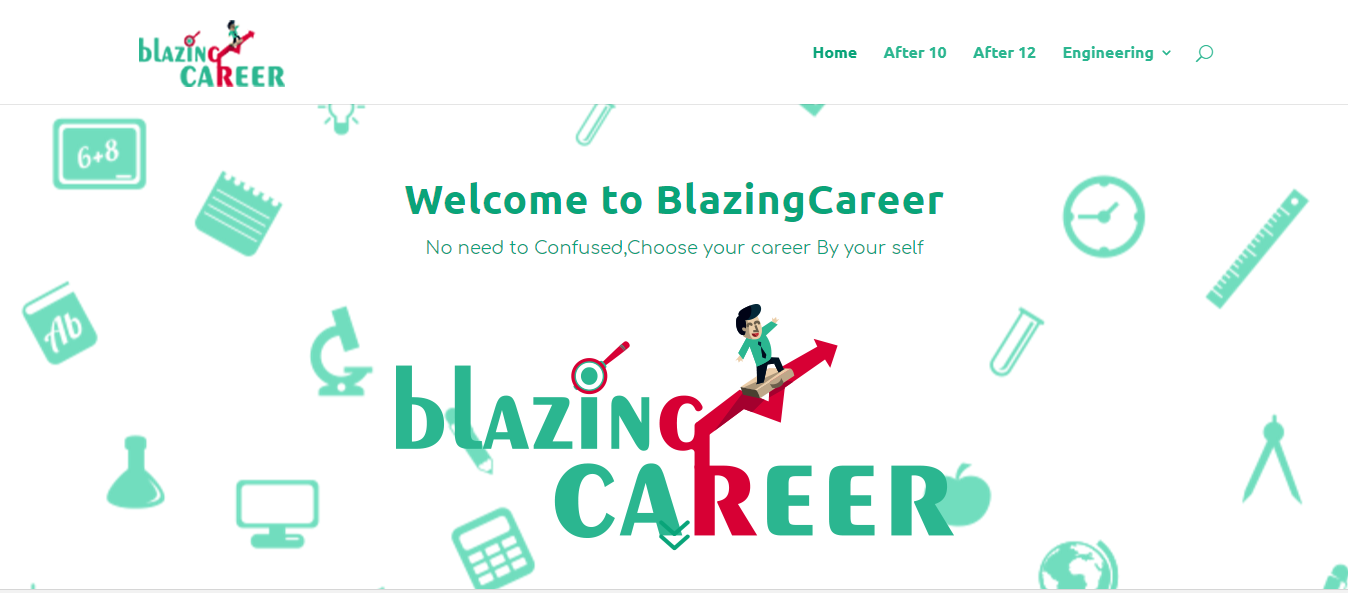 blazing
CAREER
Home After 10 After 12 Engineering
6+8
Welcome to BlazingCareer
No need to Confused,Choose your career By your self
Ab
blazing
CAREER